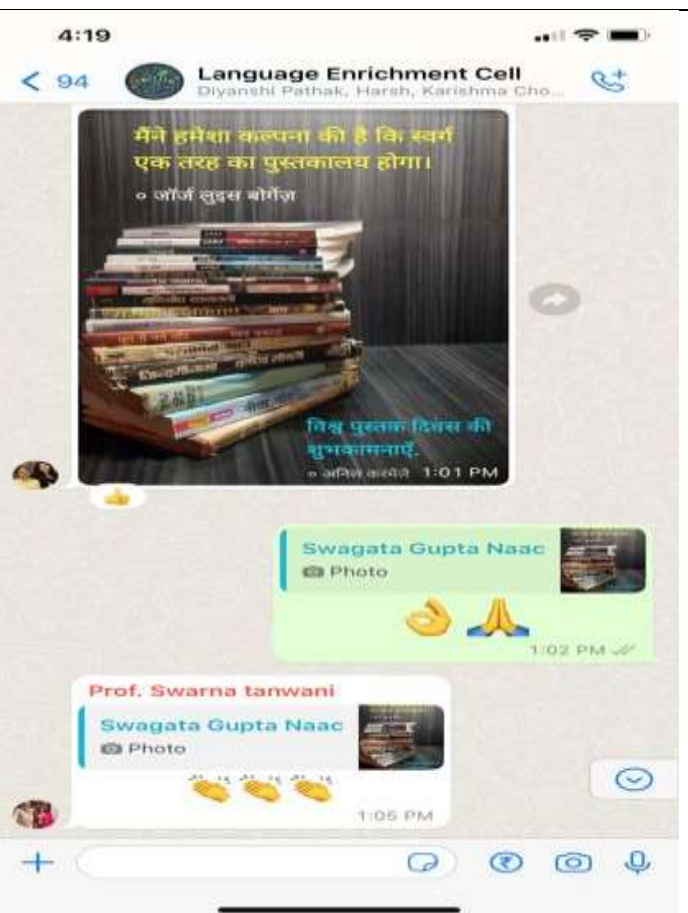 4:19
94
Language Enrichment Cell
Diyanshi Pathak, Harsh, Karishma Cho...
मैंने हमेशा कल्पना की है कि स्वर्ग
एक तरह का पुस्तकालय होगा।
॰ जॉर्ज लुइस बोर्गेज़
विश्व पुस्तक दिवस की
शुभकामनाएँ.
1:01 PM
Swagata Gupta Naac
Photo
1:02 PM
Prof. Swarna tanwani
Swagata Gupta Naac
Photo
1:05 PM